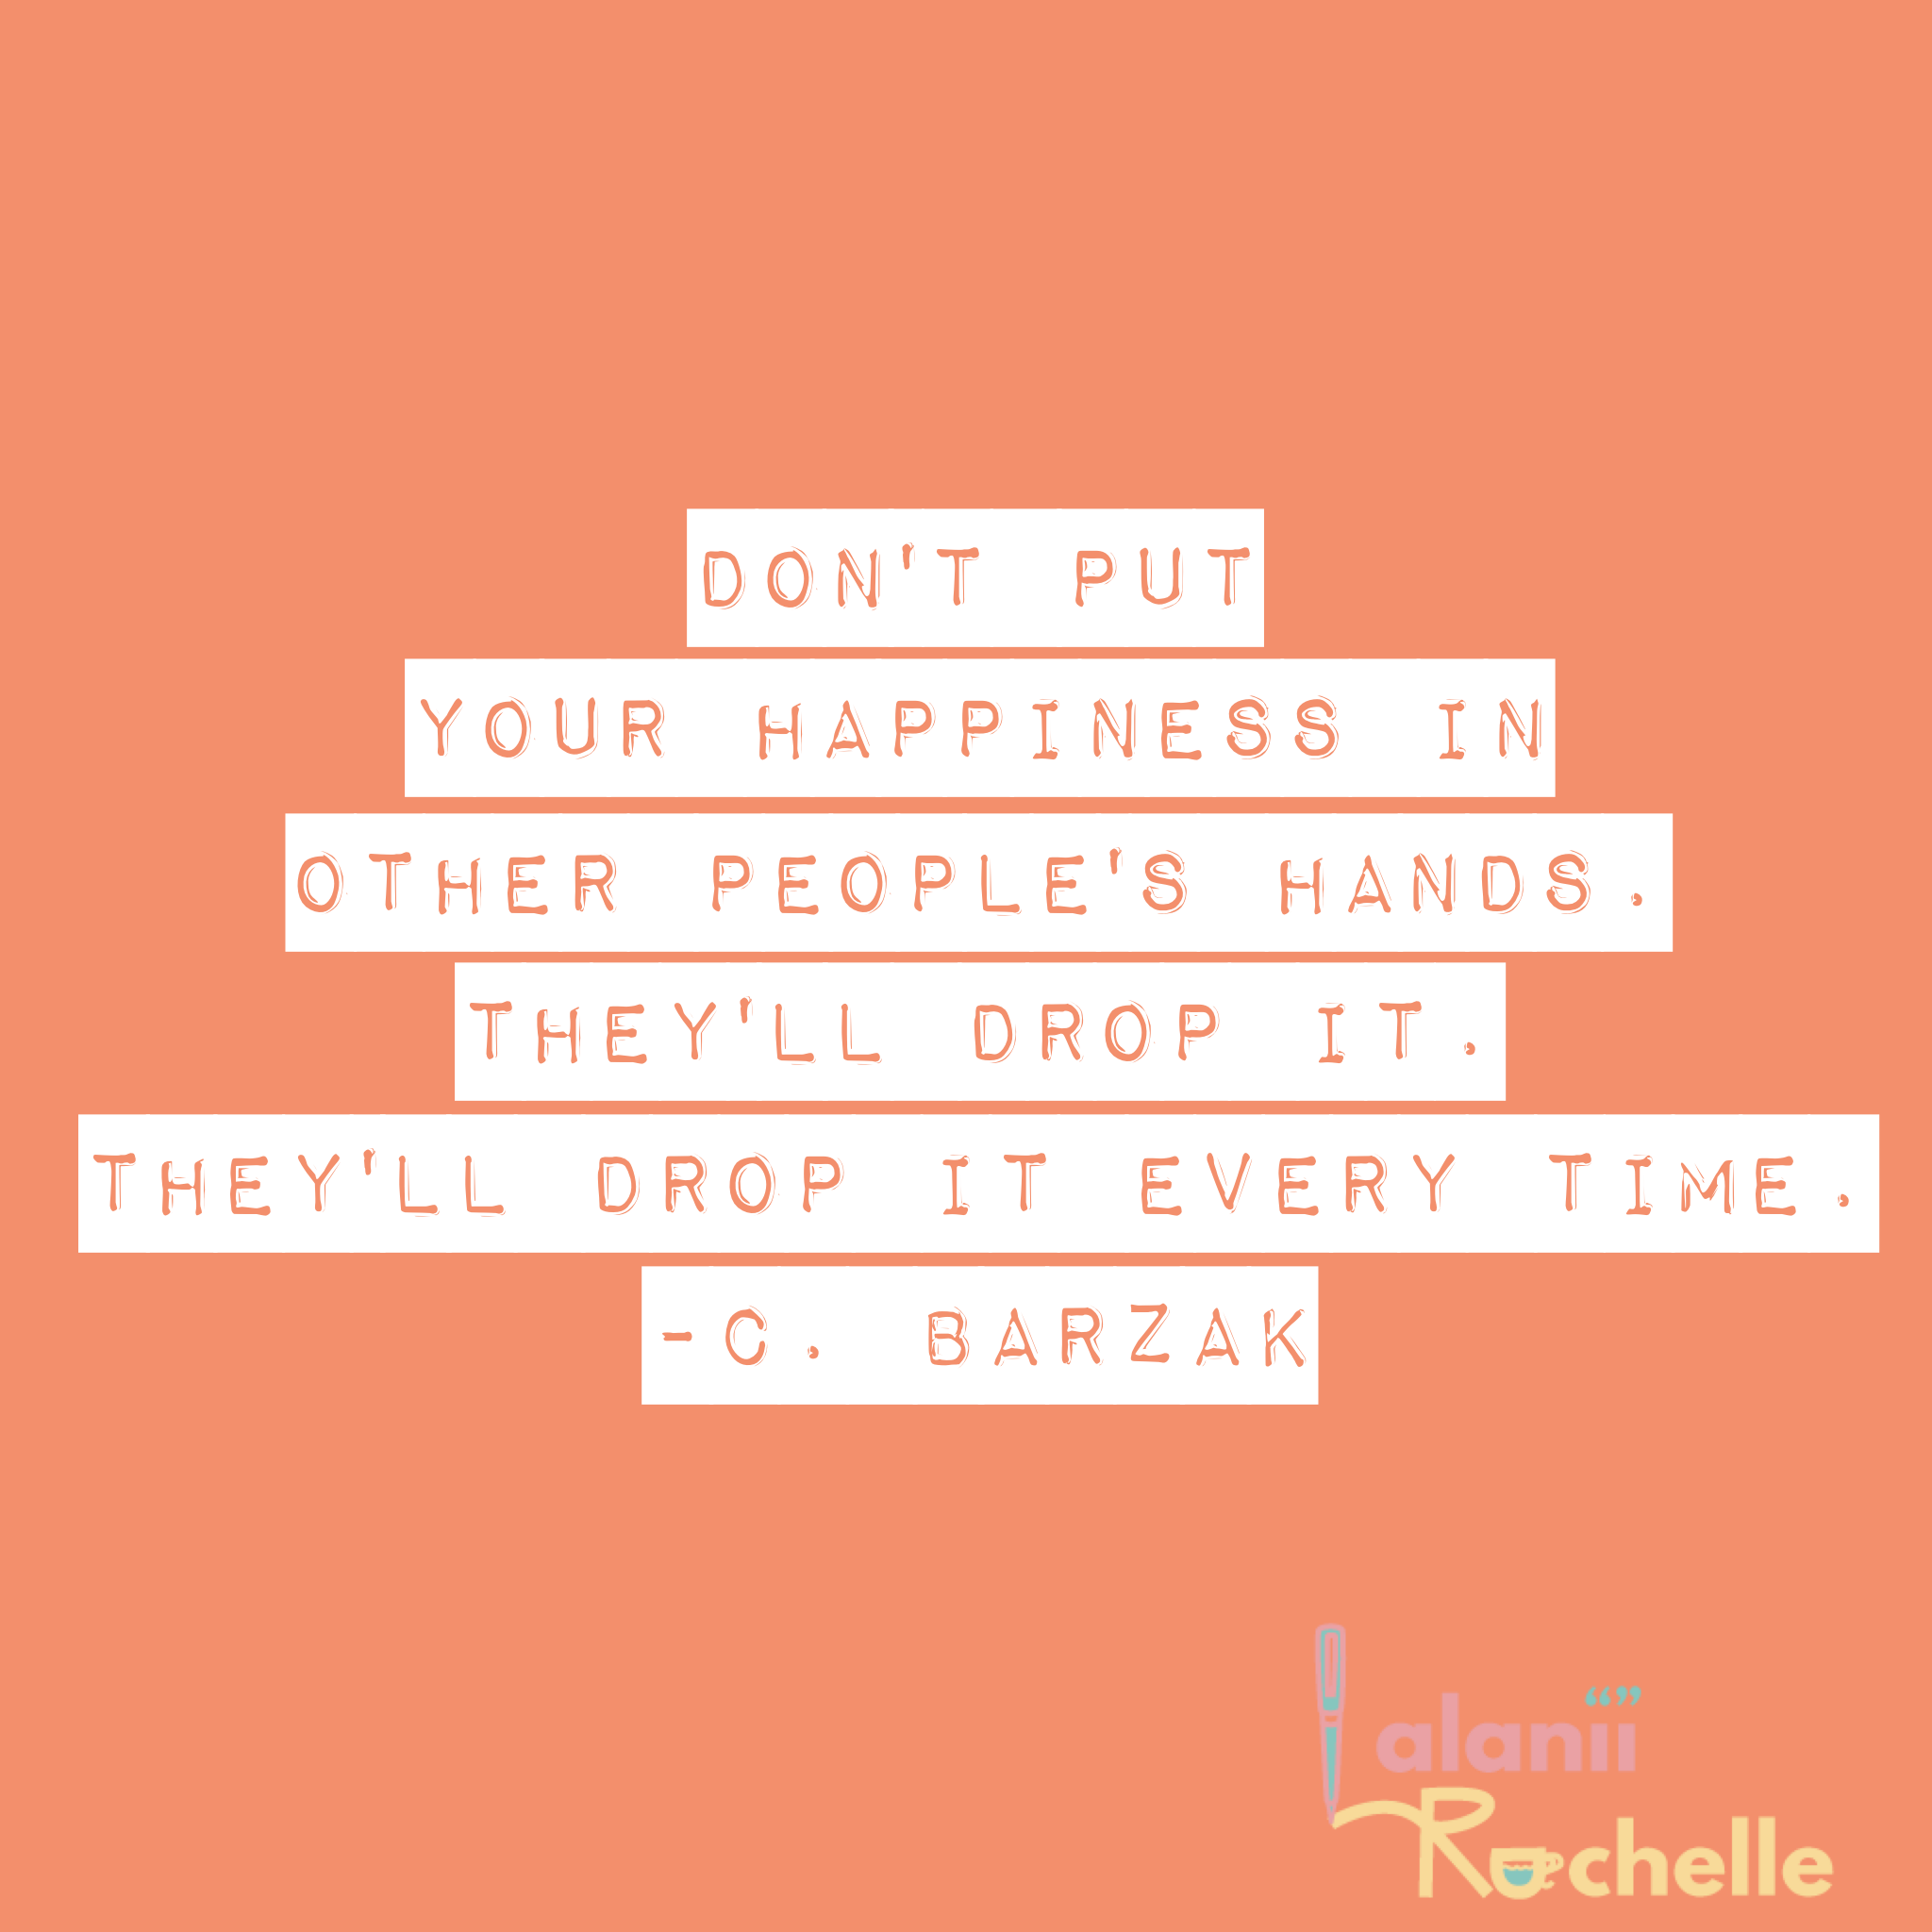 DON'T PUT
YOUR HAPPINESS IN
OTHER PEOPLE'S HANDS.
THEY'LL DROP IT.
THEY'LL DROP IT EVERY TIME.
-C. BARZAK
lalanii
Rochelle